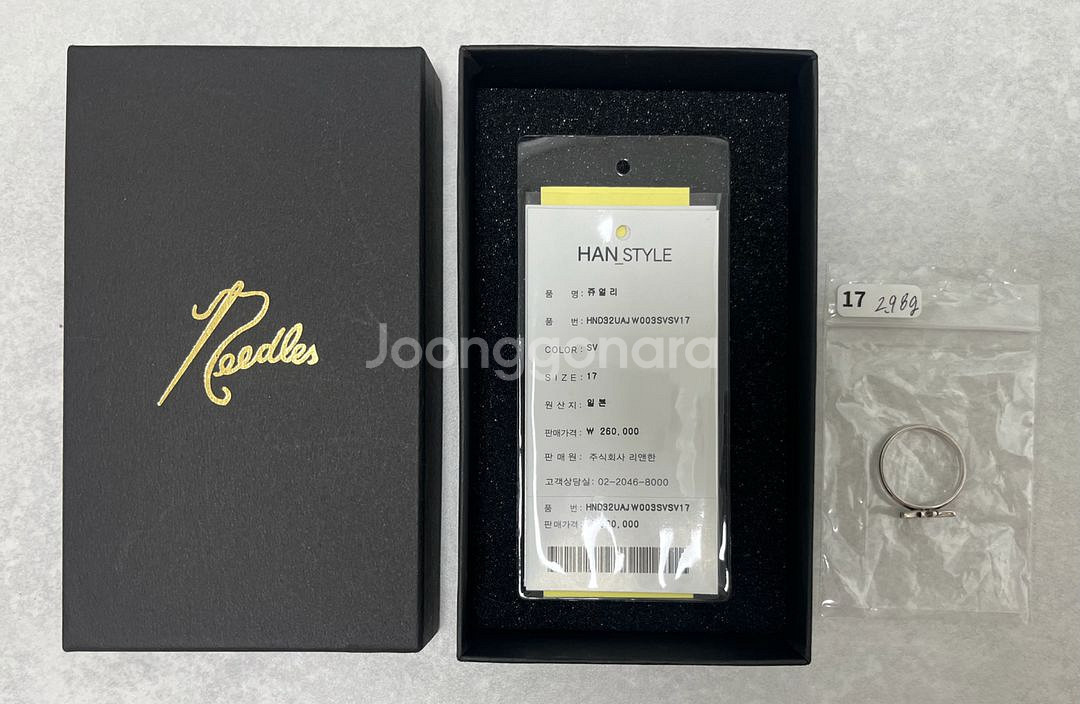 Needles
HAN_STYLE
품 명: 쥬얼리
품 번: HND32UAJW003SVSV17
COLOR: SV
SIZE: 17
원산지: 일본
판매가격: ₩ 260,000
판매원: 주식회사 리앤한
고객상담실: 02-2046-8000
품 번: HND32UAJW003SVSV17
판매가격: 260,000
17 2.98g
Joonggonara